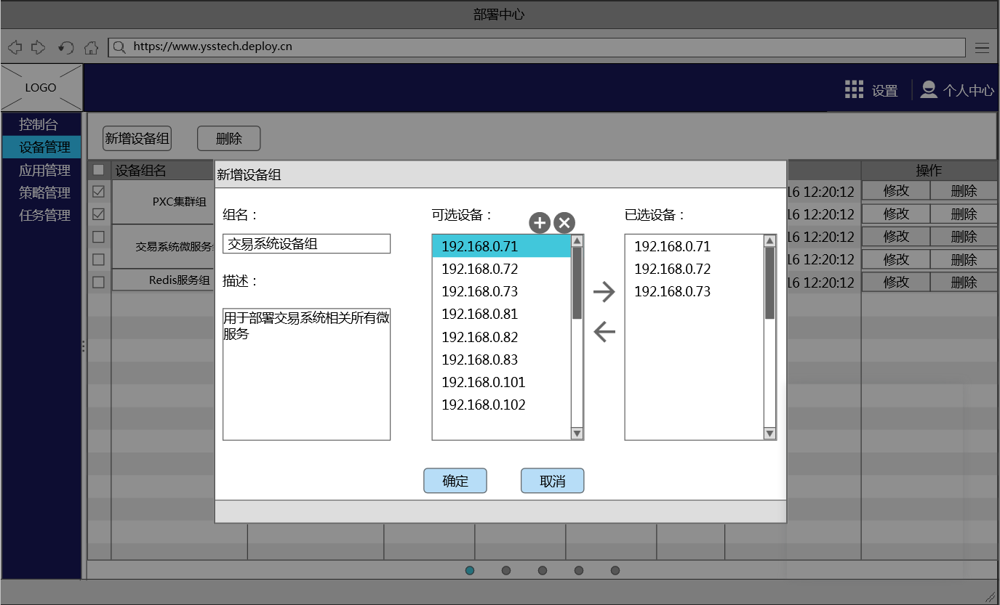 部署中心
https://www.ysstech.deploy.cn
LOGO
设置
个人中心
控制台
设备管理
应用管理
策略管理
任务管理
新增设备组
删除
设备组名
操作
PXC集群组
16 12:20:12
修改
删除
16 12:20:12
修改
删除
交易系统微服务
16 12:20:12
修改
删除
16 12:20:12
修改
删除
Redis服务组
16 12:20:12
修改
删除
新增设备组
组名：
交易系统设备组
描述：
用于部署交易系统相关所有微
服务
可选设备：
192.168.0.71
192.168.0.72
192.168.0.73
192.168.0.81
192.168.0.82
192.168.0.83
192.168.0.101
192.168.0.102
已选设备：
192.168.0.71
192.168.0.72
192.168.0.73
确定
取消